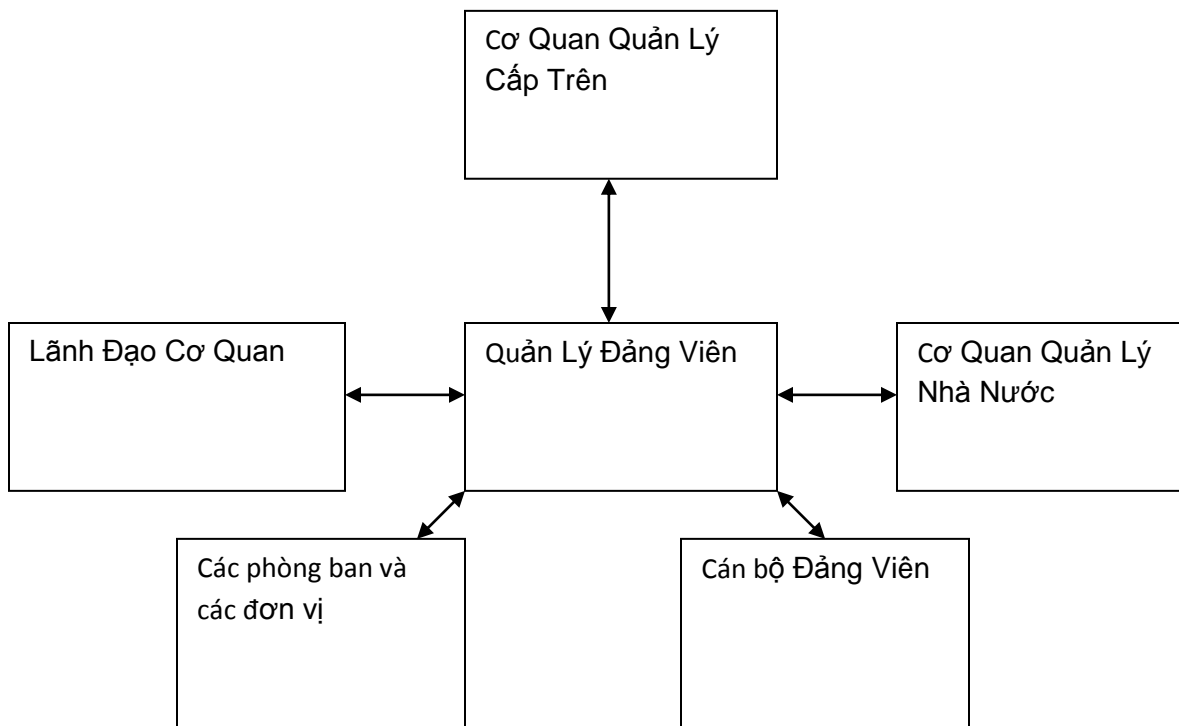 Cơ Quan Quản Lý
Cấp Trên
Lãnh Đạo Cơ Quan
Quản Lý Đảng Viên
Cơ Quan Quản Lý
Nhà Nước
Các phòng ban và
các đơn vị
Cán bộ Đảng Viên